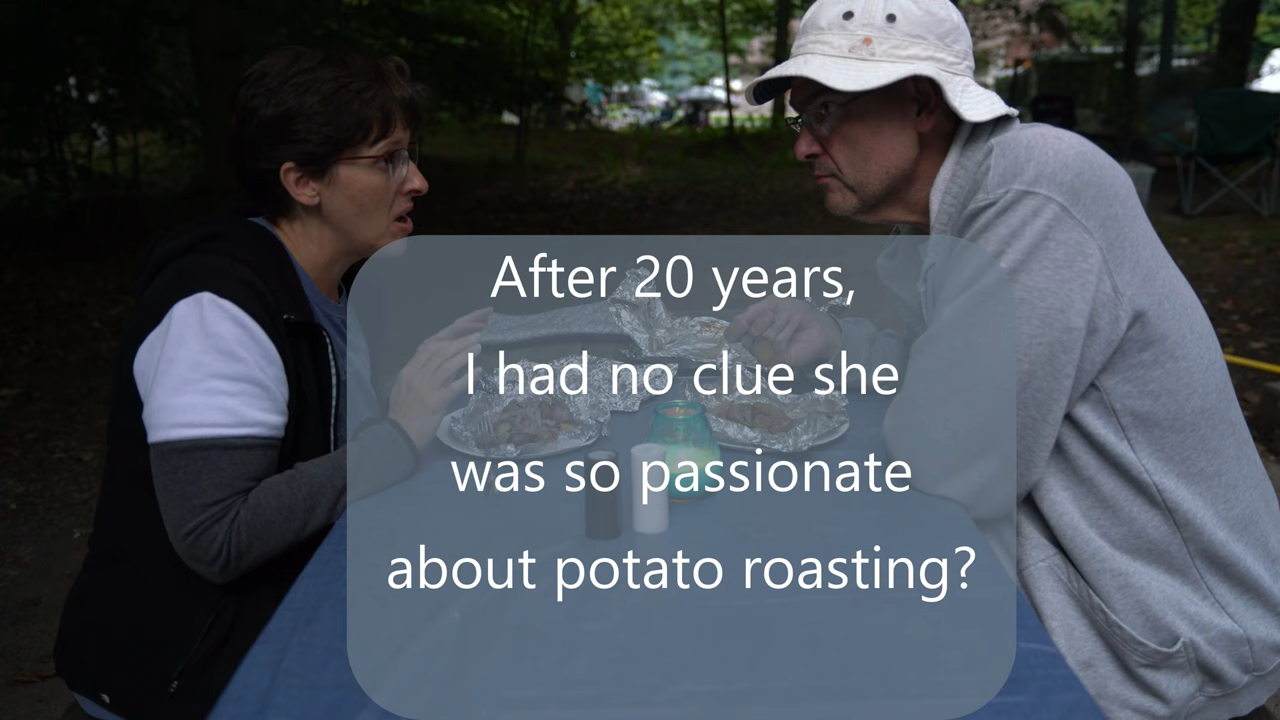 After 20 years,
I had no clue she
was so passionate
about potato roasting?